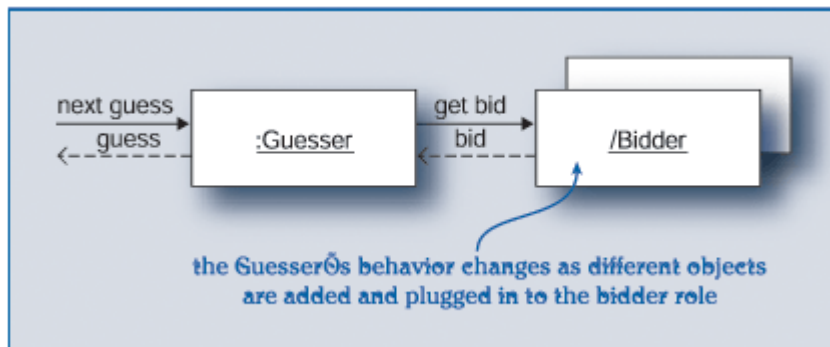 next guess
guess
:Guesser
get bid
bid
/Bidder
the GuesserÕs behavior changes as different objects
are added and plugged in to the bidder role